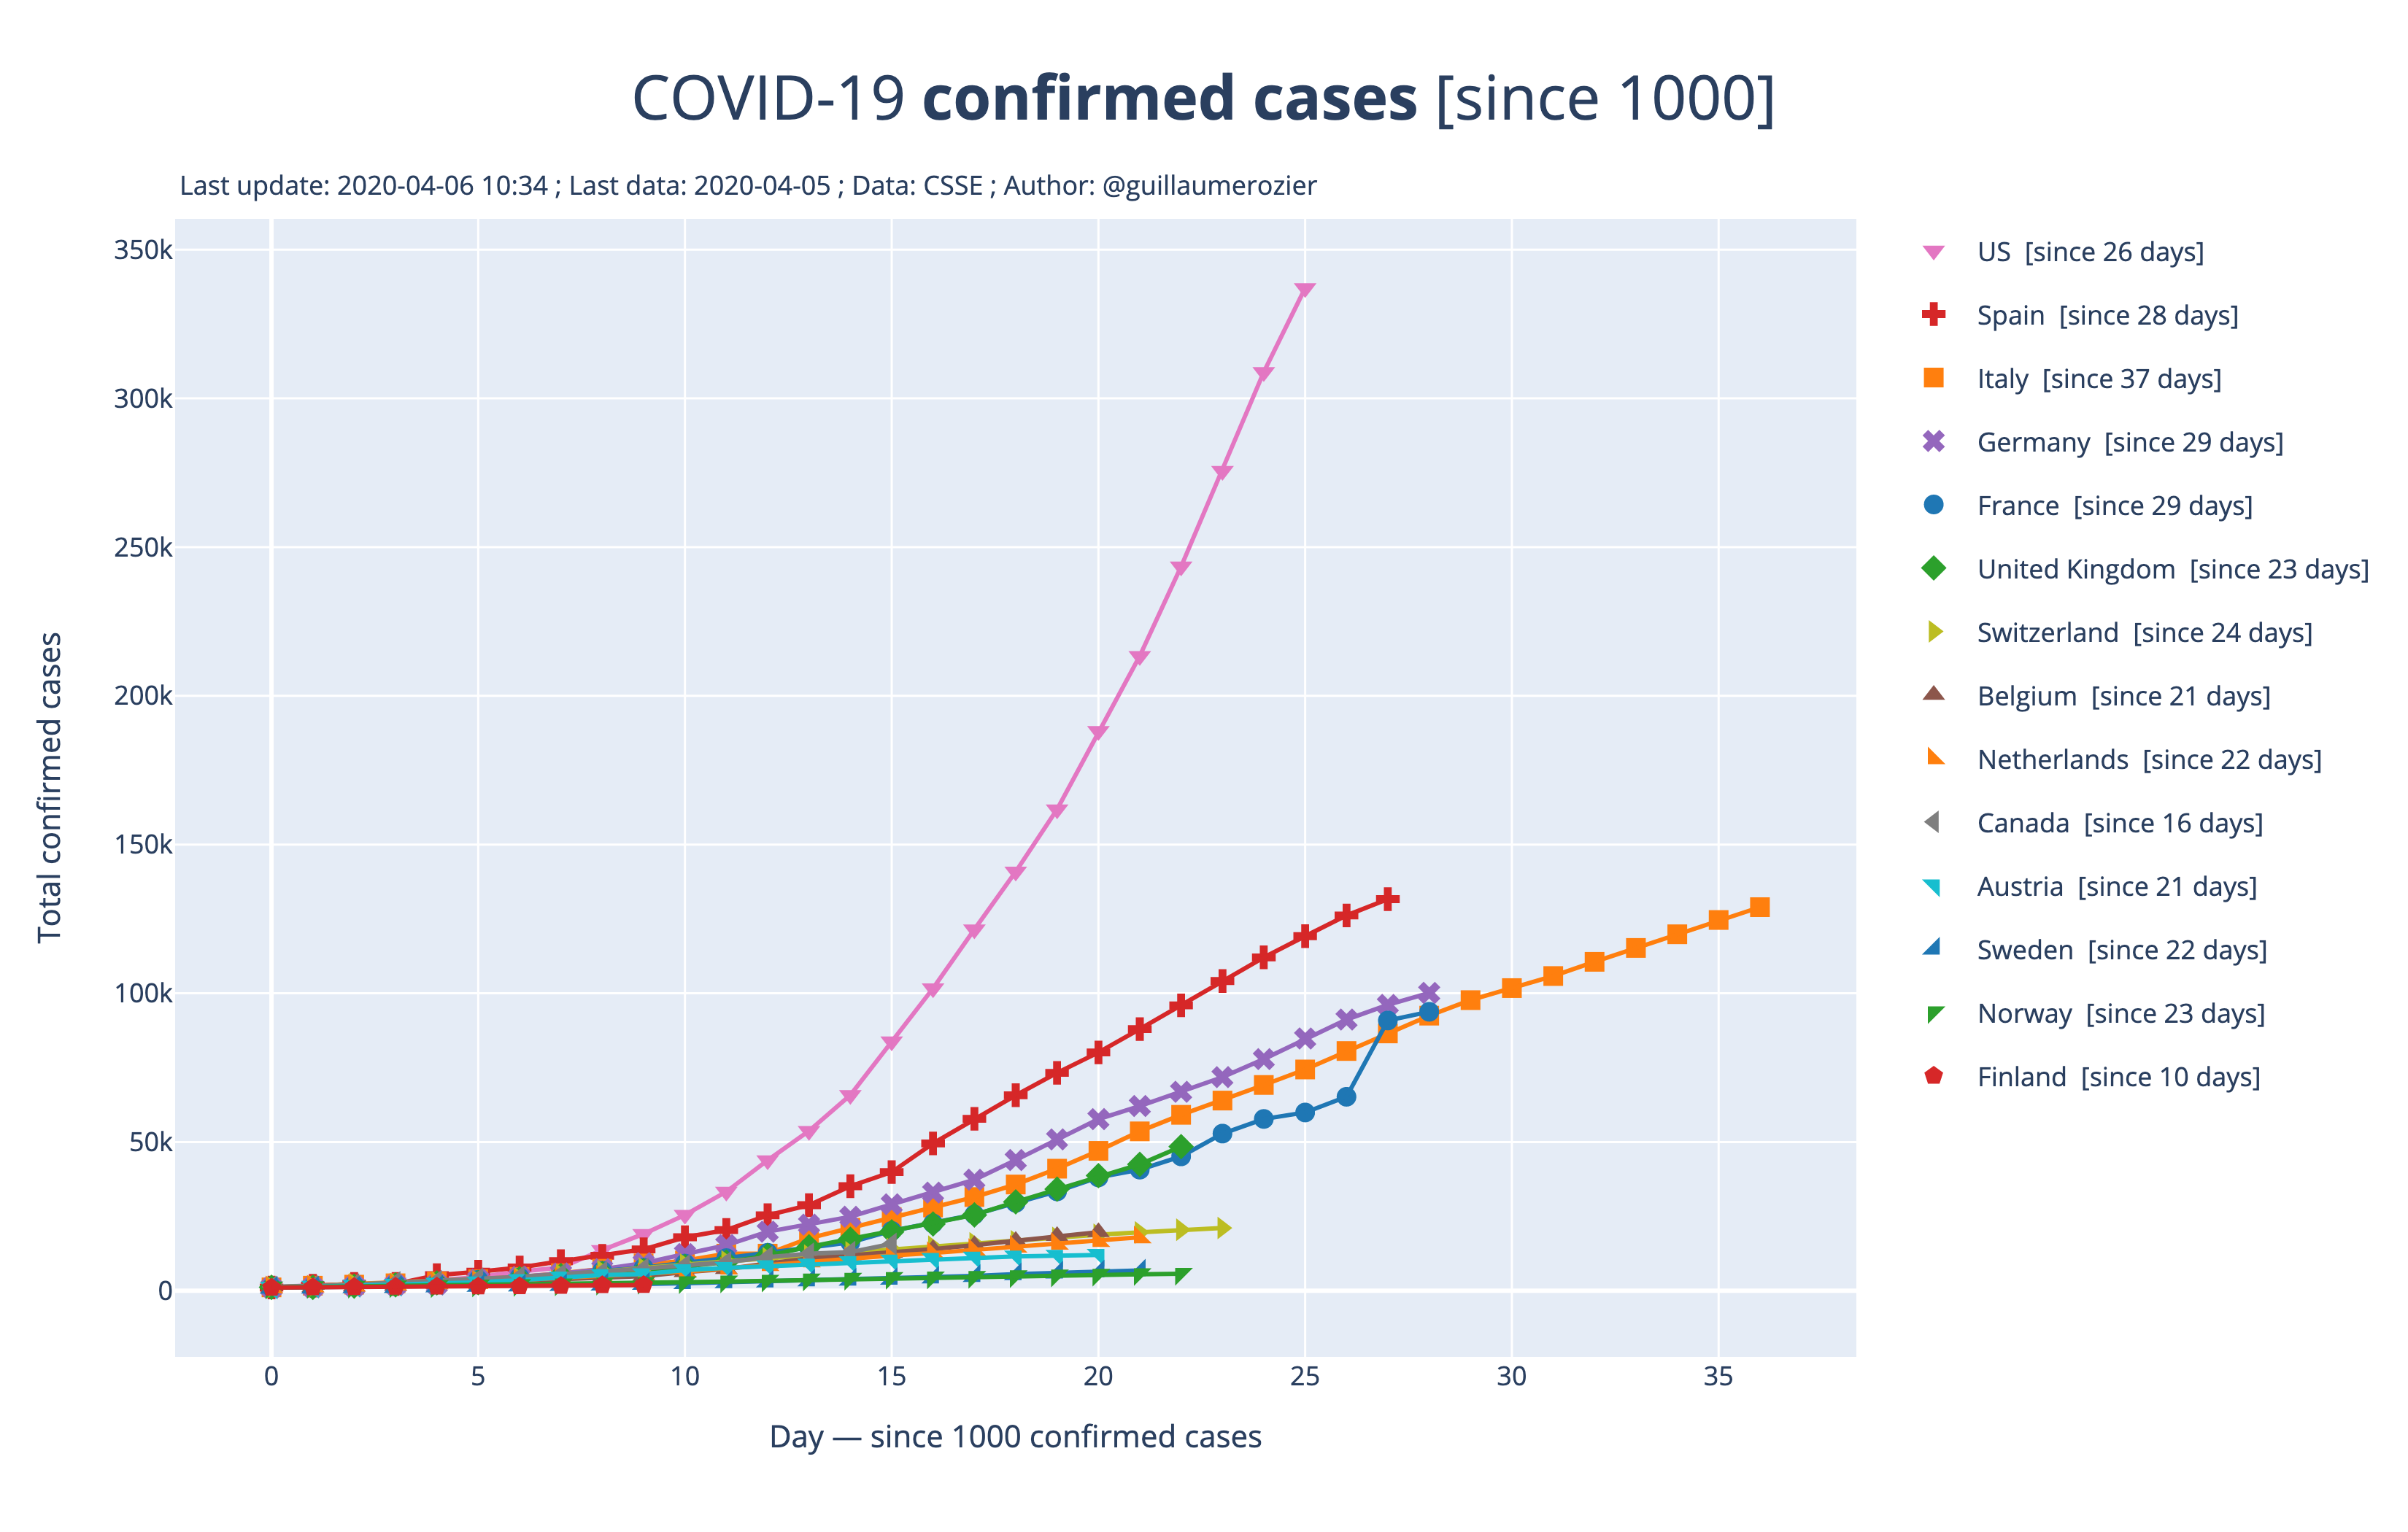 COVID-19 confirmed cases [since 1000]
Last update: 2020-04-06 10:34 ; Last data: 2020-04-05 ; Data: CSSE ; Author: @guillaumerozier
Total confirmed cases
350k
300k
250k
200k
150k
100k
50k
0
0 5 10 15 20 25 30 35
Day — since 1000 confirmed cases
US [since 26 days]
Spain [since 28 days]
Italy [since 37 days]
Germany [since 29 days]
France [since 29 days]
United Kingdom [since 23 days]
Switzerland [since 24 days]
Belgium [since 21 days]
Netherlands [since 22 days]
Canada [since 16 days]
Austria [since 21 days]
Sweden [since 22 days]
Norway [since 23 days]
Finland [since 10 days]